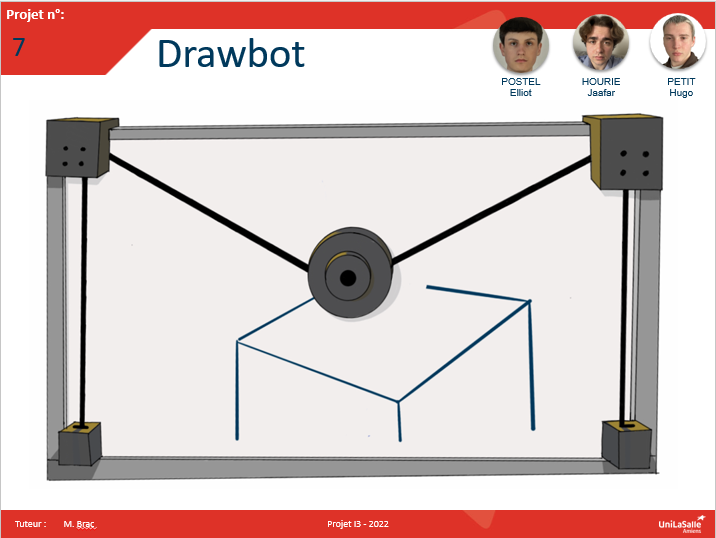 Projet n°:
7
Drawbot
POSTEL
Elliot
HOURIE
Jaafar
PETIT
Hugo
Tuteur : M. Brac,
Projet I3 - 2022
UniLaSalle
Amiens